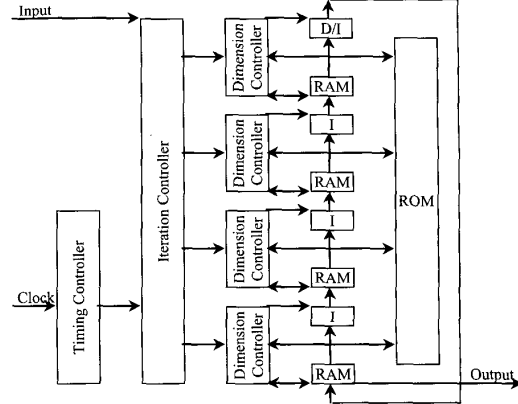 Input
D/I
Dimension
Controller
RAM
I
Dimension
Controller
RAM
Iteration Controller
ROM
I
Dimension
Controller
RAM
Clock
Timing Controller
I
Dimension
Controller
RAM
Output